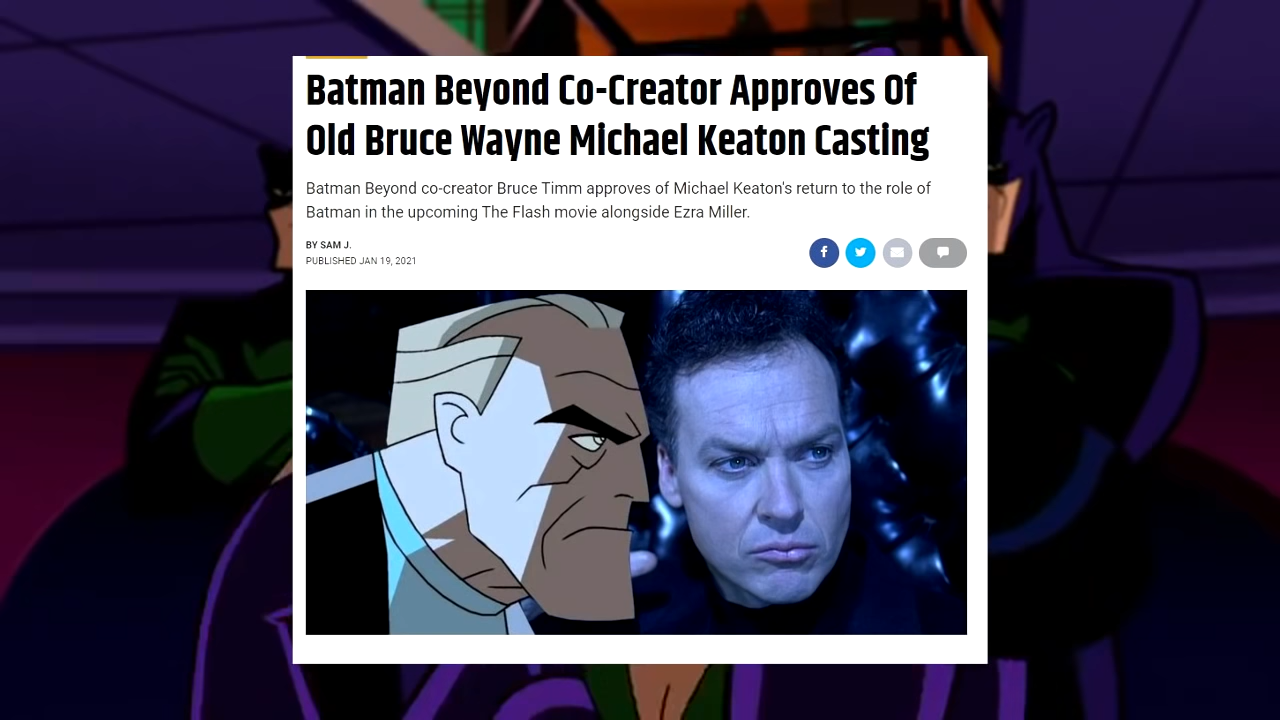 Batman Beyond Co-Creator Approves Of
Old Bruce Wayne Michael Keaton Casting
Batman Beyond co-creator Bruce Timm approves of Michael Keaton's return to the role of
Batman in the upcoming The Flash movie alongside Ezra Miller.
BY SAM J.
PUBLISHED JAN 19, 2021